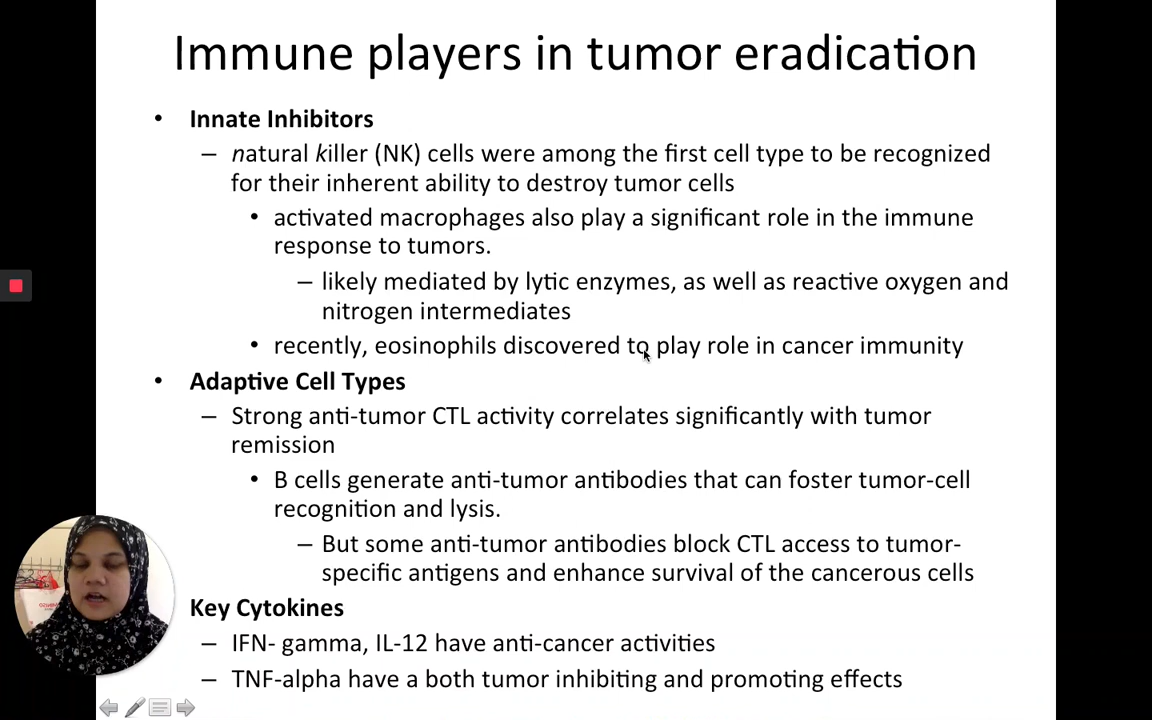 Immune players in tumor eradication
• Innate Inhibitors
– natural killer (NK) cells were among the first cell type to be recognized
for their inherent ability to destroy tumor cells
• activated macrophages also play a significant role in the immune
response to tumors.
– likely mediated by lytic enzymes, as well as reactive oxygen and
nitrogen intermediates
• recently, eosinophils discovered to play role in cancer immunity
• Adaptive Cell Types
– Strong anti-tumor CTL activity correlates significantly with tumor
remission
• B cells generate anti-tumor antibodies that can foster tumor-cell
recognition and lysis.
– But some anti-tumor antibodies block CTL access to tumor-
specific antigens and enhance survival of the cancerous cells
Key Cytokines
– IFN- gamma, IL-12 have anti-cancer activities
– TNF-alpha have a both tumor inhibiting and promoting effects